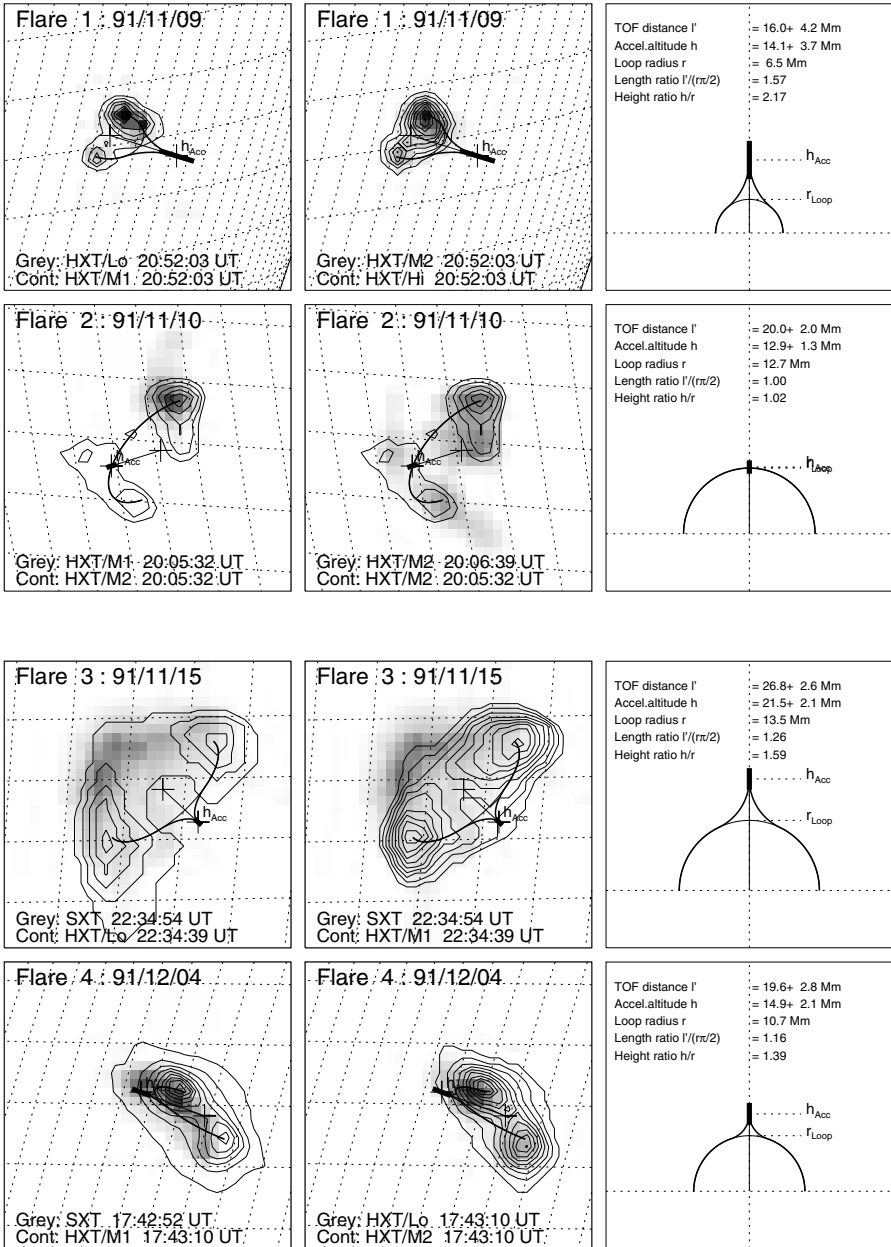 Flare 1 : 91/11/09
h_Acc
Grey: HXT/Lo 20:52:03 UT
Cont: HXT/M1 20:52:03 UT
Flare 1 : 91/11/09
h_Acc
Grey: HXT/M2 20:52:03 UT
Cont: HXT/Hi 20:52:03 UT
TOF distance l' = 16.0+ 4.2 Mm
Accel.altitude h = 14.1+ 3.7 Mm
Loop radius r = 6.5 Mm
Length ratio l'/(rπ/2) = 1.57
Height ratio h/r = 2.17
h_Acc
r_Loop
Flare 2 : 91/11/10
h_Acc
Grey: HXT/M1 20:05:32 UT
Cont: HXT/M2 20:05:32 UT
Flare 2 : 91/11/10
h_Acc
Grey: HXT/M2 20:06:39 UT
Cont: HXT/M2 20:05:32 UT
TOF distance l' = 20.0+ 2.0 Mm
Accel.altitude h = 12.9+ 1.3 Mm
Loop radius r = 12.7 Mm
Length ratio l'/(rπ/2) = 1.00
Height ratio h/r = 1.02
Flare 3 : 91/11/15
h_Acc
Grey: SXT 22:34:54 UT
Cont: HXT/Lo 22:34:39 UT
Flare 3 : 91/11/15
h_Acc
Grey: SXT 22:34:54 UT
Cont: HXT/M1 22:34:39 UT
TOF distance l' = 26.8+ 2.6 Mm
Accel.altitude h = 21.5+ 2.1 Mm
Loop radius r = 13.5 Mm
Length ratio l'/(rπ/2) = 1.26
Height ratio h/r = 1.59
h_Acc
r_Loop
Flare 4 : 91/12/04
Grey: SXT 17:42:52 UT
Cont: HXT/M1 17:43:10 UT
Flare 4 : 91/12/04
Grey: HXT/Lo 17:43:10 UT
Cont: HXT/M2 17:43:10 UT
TOF distance l' = 19.6+ 2.8 Mm
Accel.altitude h = 14.9+ 2.1 Mm
Loop radius r = 10.7 Mm
Length ratio l'/(rπ/2) = 1.16
Height ratio h/r = 1.39
h_Acc
r_Loop